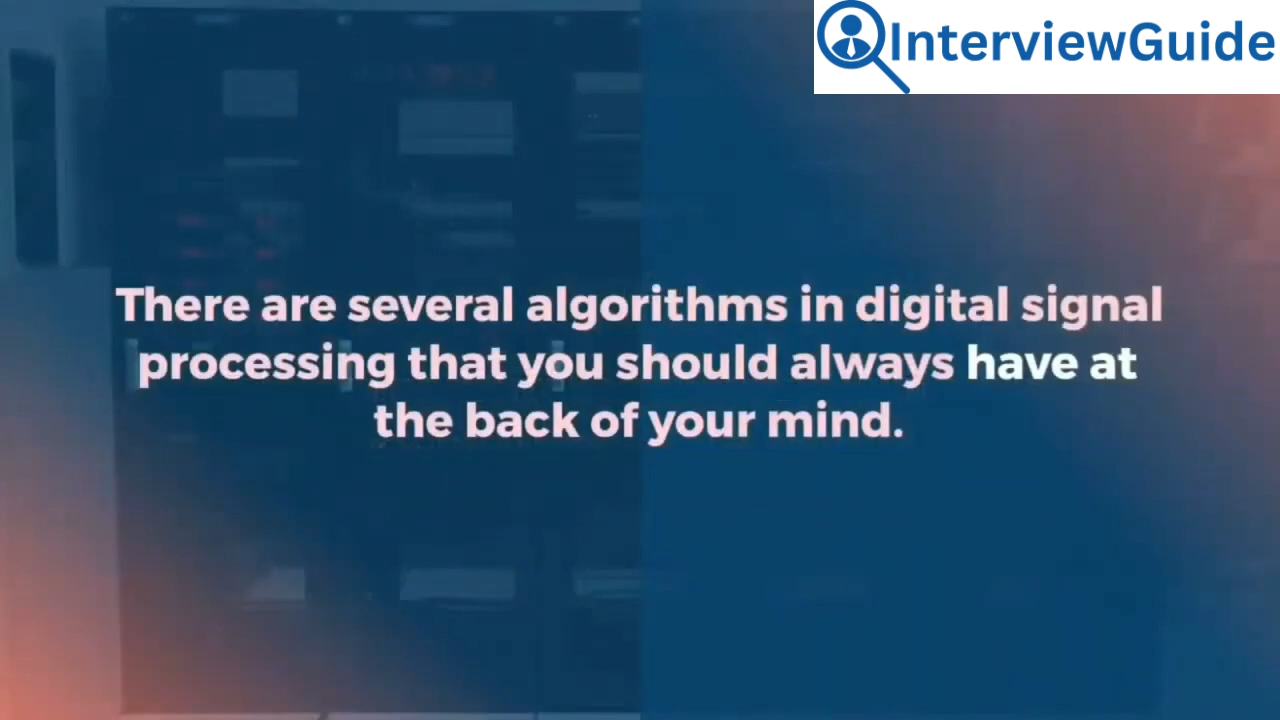 InterviewGuide
There are several algorithms in digital signal
processing that you should always have at
the back of your mind.